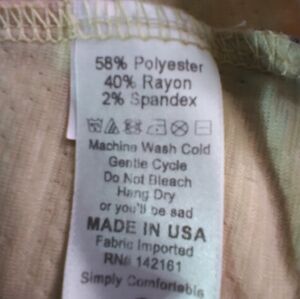 58% Polyester
40% Rayon
2% Spandex
Machine Wash Cold
Gentle Cycle
Do Not Bleach
Hang Dry
or you'll be sad
MADE IN USA
Fabric Imported
RN# 142161
Simply Comfortable